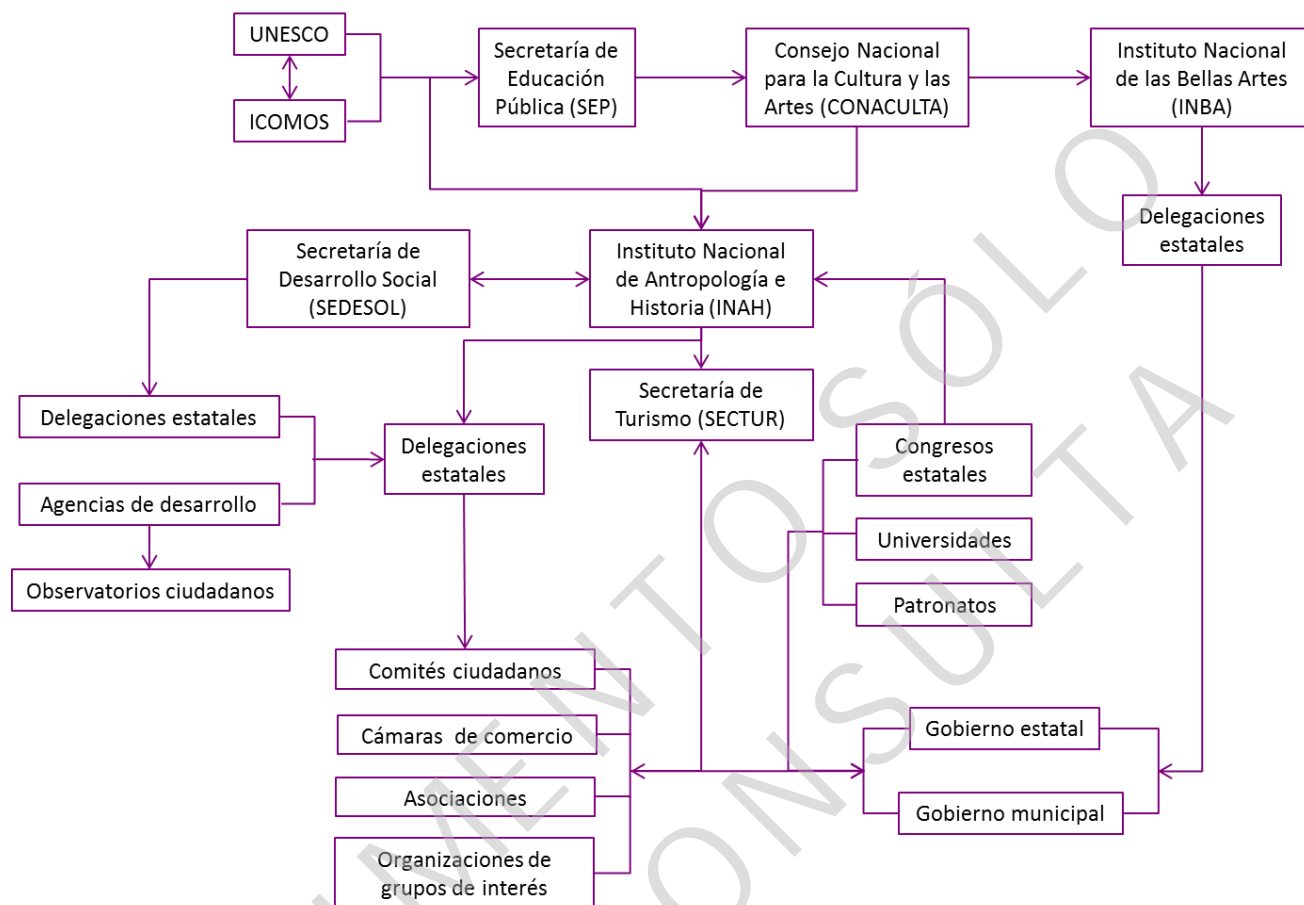 UNESCO
ICOMOS
Secretaría de
Educación
Pública (SEP)
Consejo Nacional
para la Cultura y las
Artes (CONACULTA)
Instituto Nacional
de las Bellas Artes
(INBA)
Delegaciones
estatales
Secretaría de
Desarrollo Social
(SEDESOL)
Instituto Nacional
de Antropología e
Historia (INAH)
Secretaría de
Turismo (SECTUR)
Delegaciones estatales
Delegaciones
estatales
Congresos
estatales
Agencias de desarrollo
Universidades
Observatorios ciudadanos
Patronatos
Comités ciudadanos
Cámaras de comercio
Gobierno estatal
Asociaciones
Gobierno municipal
Organizaciones de
grupos de interés
MENTO SÓLO
ONSULTA